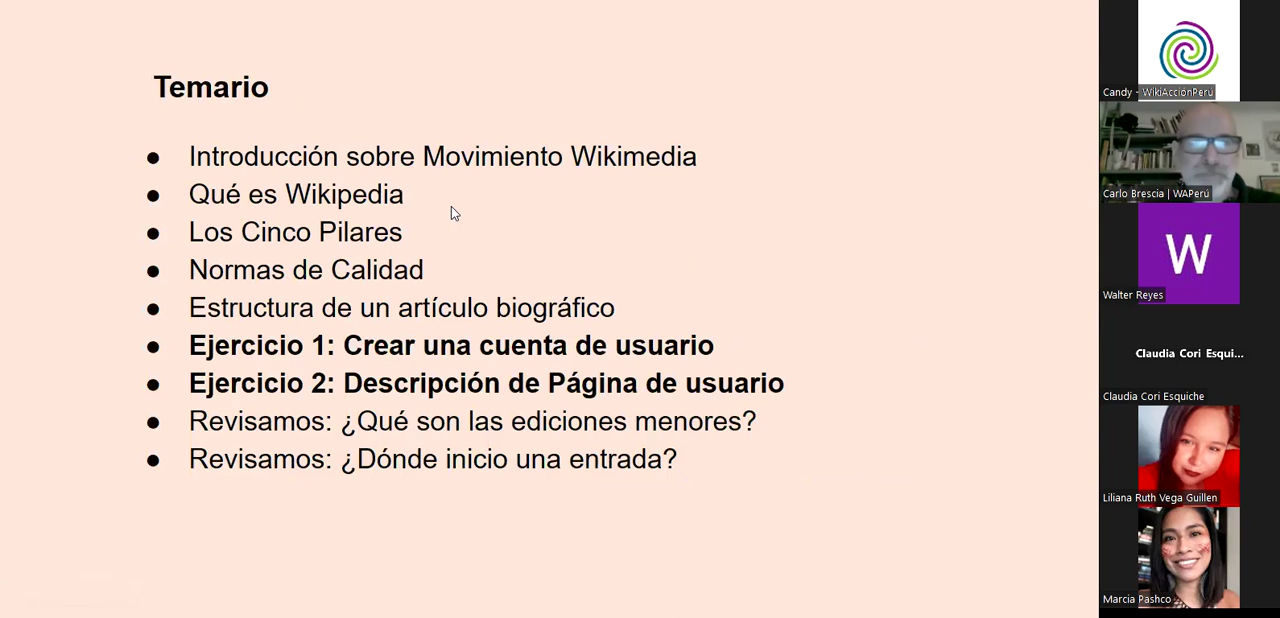 Temario
● Introducción sobre Movimiento Wikimedia
● Qué es Wikipedia
● Los Cinco Pilares
● Normas de Calidad
● Estructura de un artículo biográfico
● Ejercicio 1: Crear una cuenta de usuario
● Ejercicio 2: Descripción de Página de usuario
● Revisamos: ¿Qué son las ediciones menores?
● Revisamos: ¿Dónde inicio una entrada?
Candy - WikiAcciónPerú
Carlo Brescia | WAPerú
W
Walter Reyes
Claudia Cori Esqui...
Claudia Cori Esquiche
Liliana Ruth Vega Guillen
Marcia Pashco